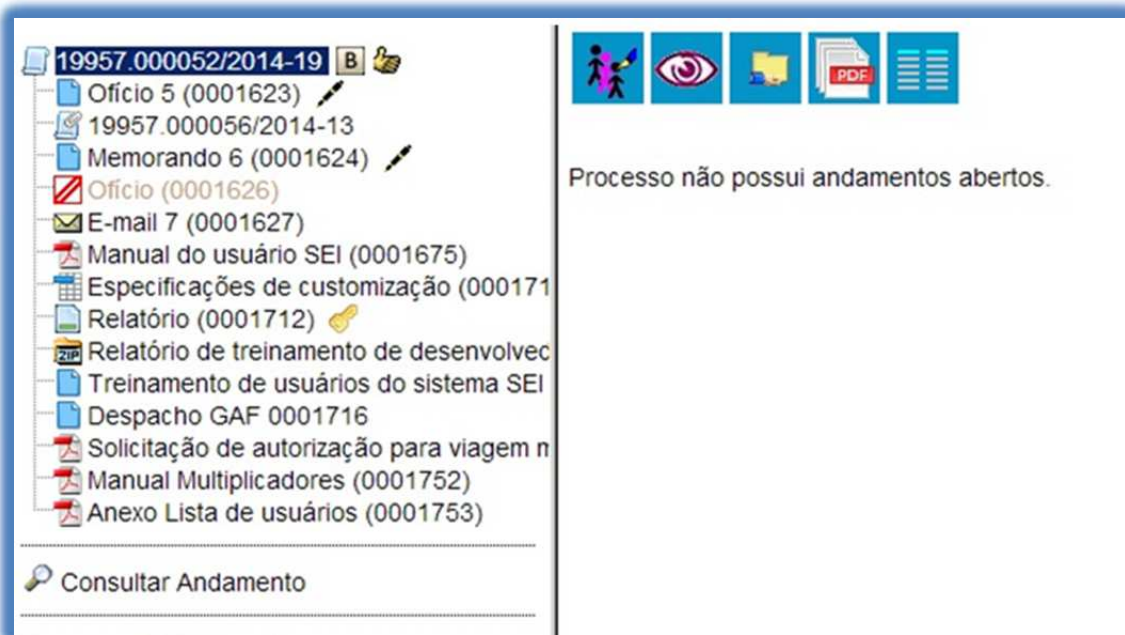 19957.000052/2014-19 B
Ofício 5 (0001623)
19957.000056/2014-13
Memorando 6 (0001624)
Ofício (0001626)
E-mail 7 (0001627)
Manual do usuário SEI (0001675)
Especificações de customização (000171
Relatório (0001712)
ZIP Relatório de treinamento de desenvolvec
Treinamento de usuários do sistema SEI
Despacho GAF 0001716
Solicitação de autorização para viagem n
Manual Multiplicadores (0001752)
Anexo Lista de usuários (0001753)
Consultar Andamento
PDF
Processo não possui andamentos abertos.